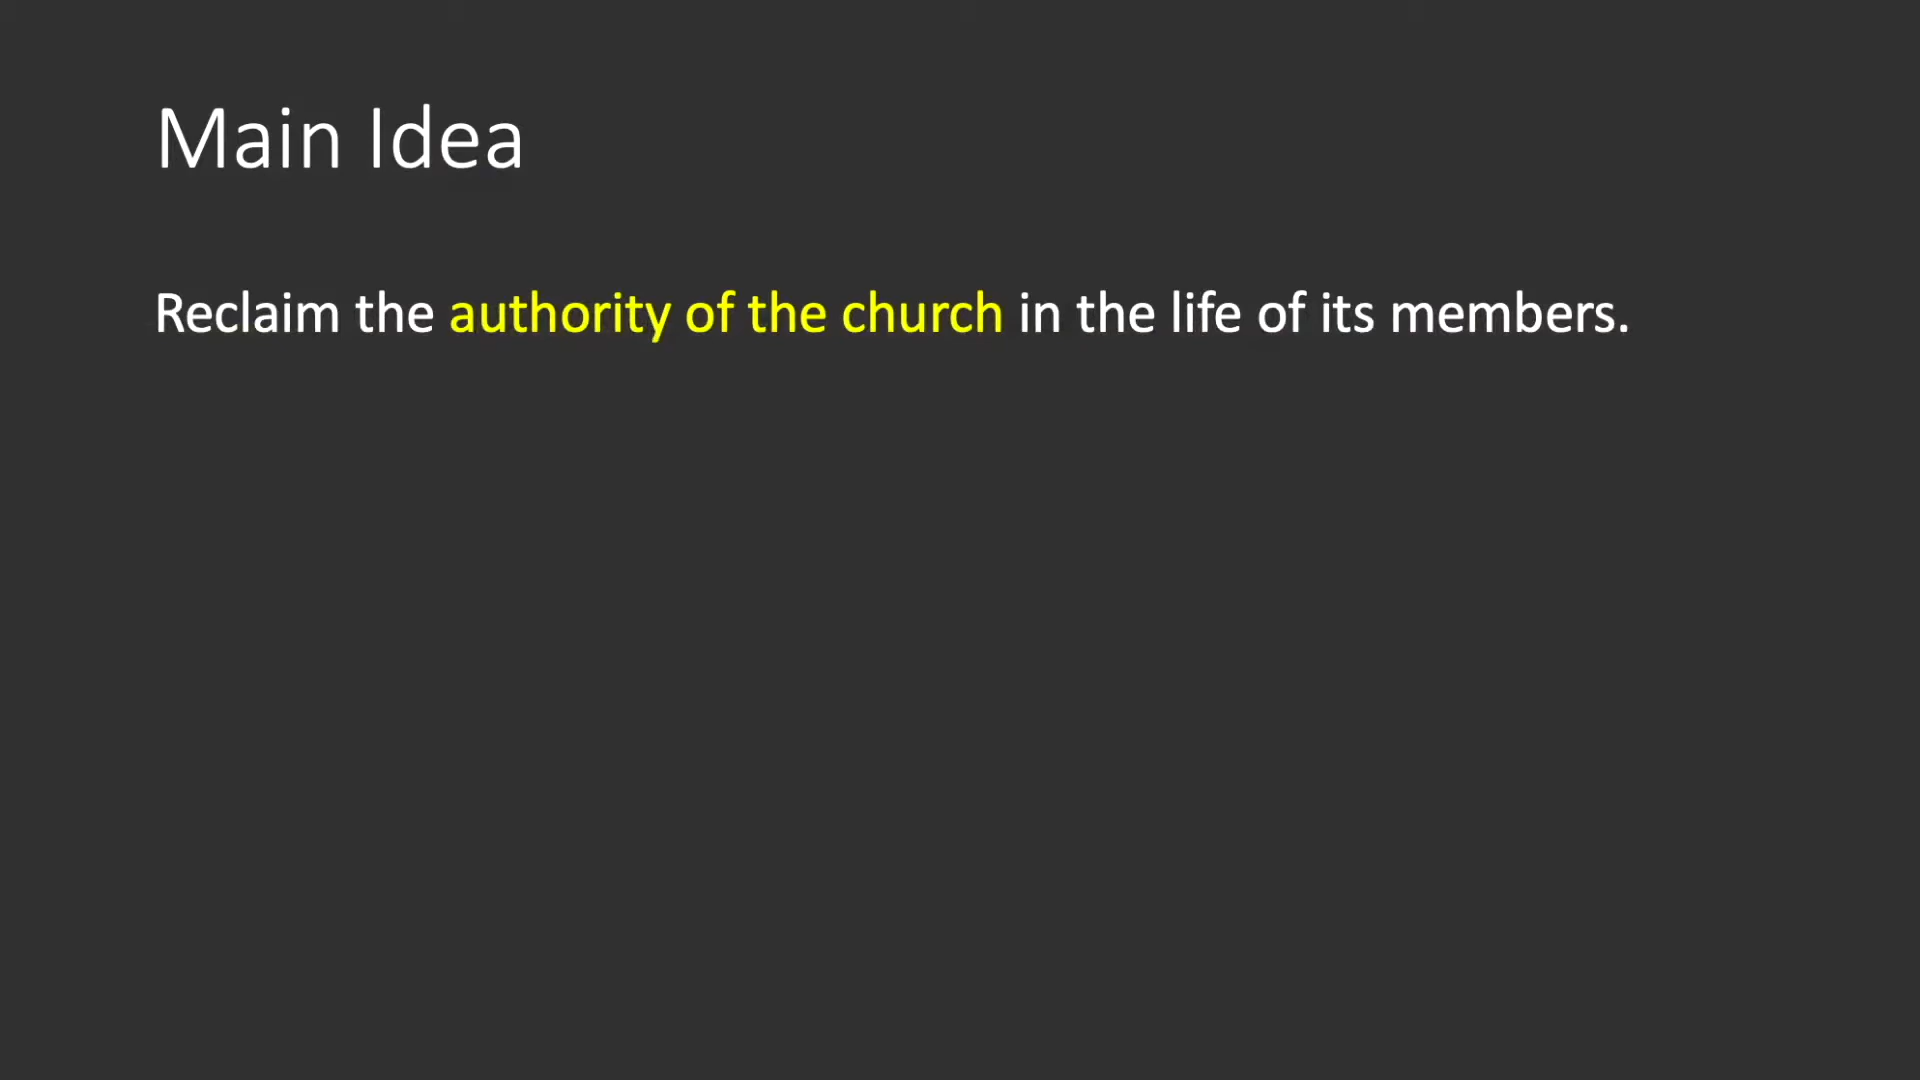 Main Idea
Reclaim the authority of the church in the life of its members.